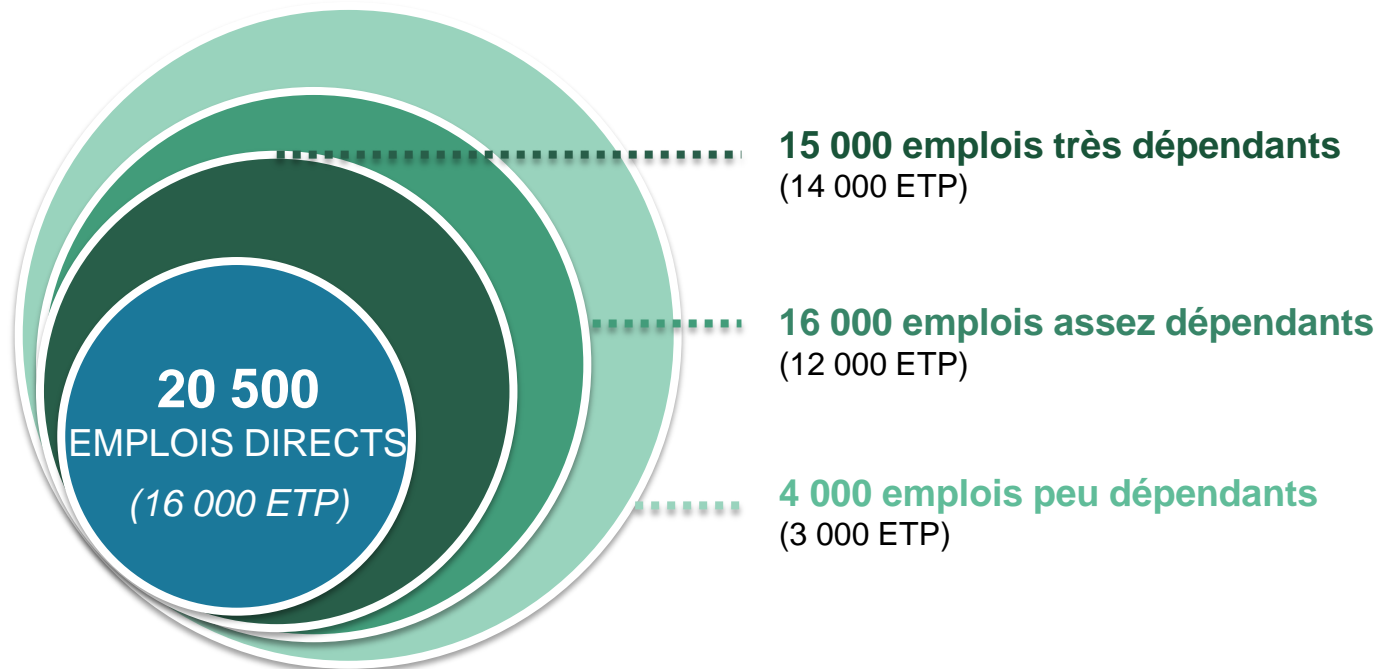 15 000 emplois très dépendants
(14 000 ETP)
16 000 emplois assez dépendants
(12 000 ETP)
20 500
EMPLOIS DIRECTS
(16 000 ETP)
4 000 emplois peu dépendants
(3 000 ETP)